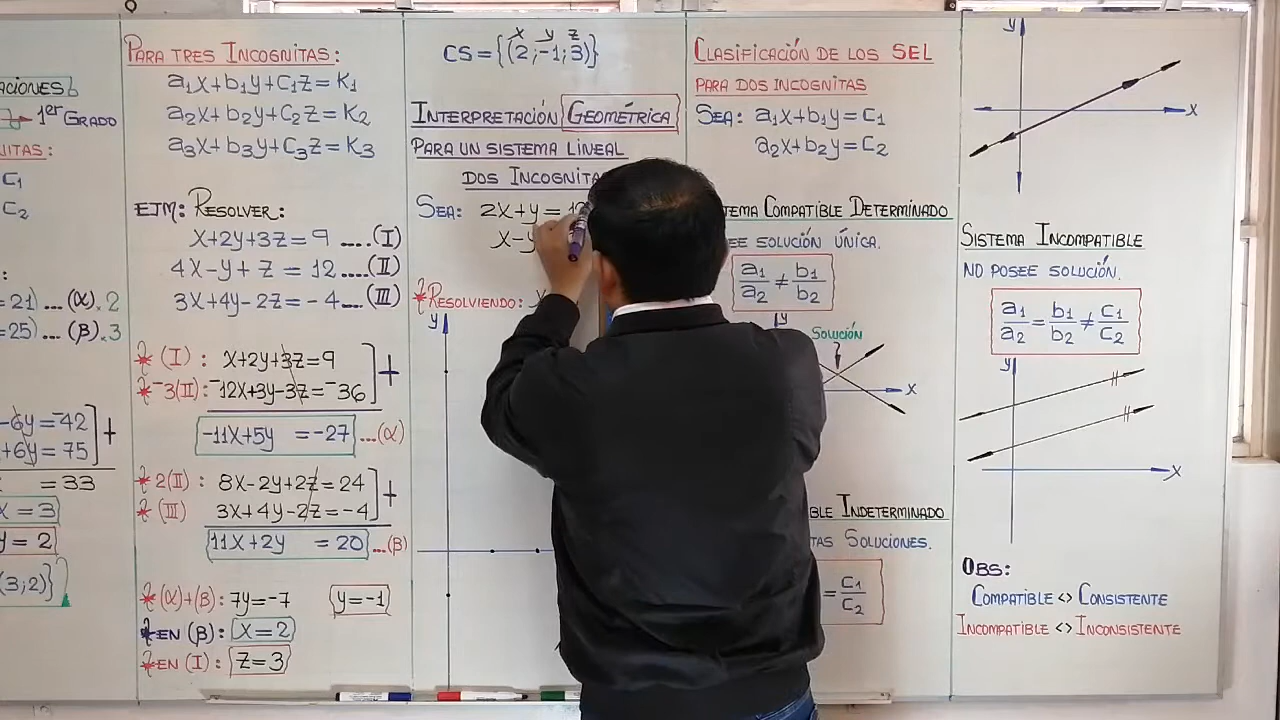 ACIONES
1er GRADO
NITAS:
C1
C2
:
=21) ... (α).2
=25) ... (β).3
-6y=-42
+6y=75 ]+
=33
x=3
y=2
(3;2)}
PARA TRES INCOGNITAS:
a1x+b1y+C1z=K1
a2x+b2y+C2z=K2
a3x+b3y+C3z=K3
EJM: RESOLVER:
x+2y+3z=9 ....(I)
4x-y+z=12....(II)
3x+4y-2z=-4...(III)
* (I): x+2y+3z=9
* -3(II): -12x+3y-3z=-36 ]+
-11x+5y =-27 ...(α)
* 2(II): 8x-2y+2z=24
* (III) 3x+4y-2z=-4 ]+
11x+2y =20 ...(β)
* (α)+(β): 7y=-7 y=-1
* EN (β): x=2
* EN (I): z=3
x y z
CS={(2;-1;3)}
INTERPRETACIÓN GEOMÉTRICA
PARA UN SISTEMA LINEAL
DOS INCOGNITA
SEA: 2x+y=12
x-y
* RESOLVIENDO: x
y
CLASIFICACIÓN DE LOS SEL
PARA DOS INCOGNITAS
SEA: a1x+b1y=C1
a2x+b2y=C2
TEMA COMPATIBLE DETERMINADO
EE SOLUCIÓN ÚNICA.
a1/a2 ≠ b1/b2
y
SOLUCIÓN
x
BLE INDETERMINADO
TAS SOLUCIONES.
= C1/C2
y
x
SISTEMA INCOMPATIBLE
NO POSEE SOLUCIÓN.
a1/a2 = b1/b2 ≠ C1/C2
y
x
OBS:
COMPATIBLE <> CONSISTENTE
INCOMPATIBLE <> INCONSISTENTE